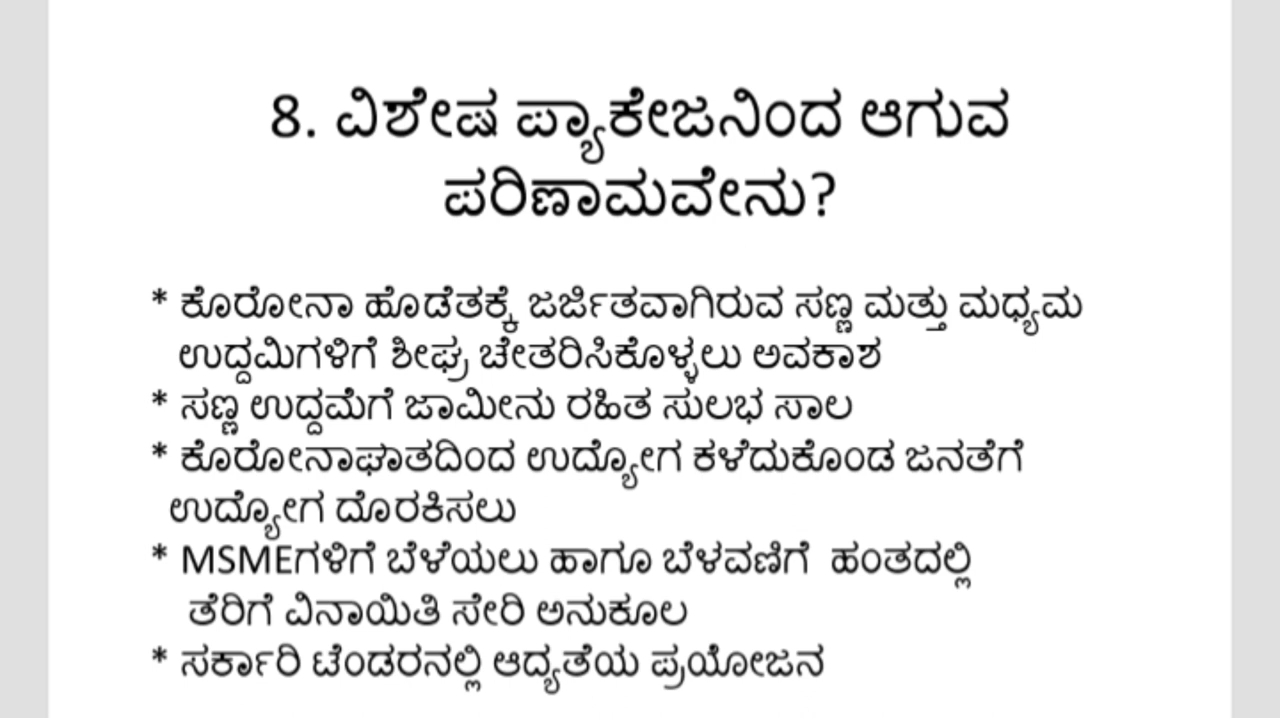 8. ವಿಶೇಷ ಪ್ಯಾಕೇಜನಿಂದ ಆಗುವ
ಪರಿಣಾಮವೇನು?
* ಕೊರೋನಾ ಹೊಡೆತಕ್ಕೆ ಜರ್ಜಿತವಾಗಿರುವ ಸಣ್ಣ ಮತ್ತು ಮಧ್ಯಮ
ಉದ್ದಮಿಗಳಿಗೆ ಶೀಘ್ರ ಚೇತರಿಸಿಕೊಳ್ಳಲು ಅವಕಾಶ
* ಸಣ್ಣ ಉದ್ದಮೆಗೆ ಜಾಮೀನು ರಹಿತ ಸುಲಭ ಸಾಲ
* ಕೊರೋನಾಘಾತದಿಂದ ಉದ್ಯೋಗ ಕಳೆದುಕೊಂಡ ಜನತೆಗೆ
ಉದ್ಯೋಗ ದೊರಕಿಸಲು
* MSMEಗಳಿಗೆ ಬೆಳೆಯಲು ಹಾಗೂ ಬೆಳವಣಿಗೆ ಹಂತದಲ್ಲಿ
ತೆರಿಗೆ ವಿನಾಯಿತಿ ಸೇರಿ ಅನುಕೂಲ
* ಸರ್ಕಾರಿ ಟೆಂಡರನಲ್ಲಿ ಆದ್ಯತೆಯ ಪ್ರಯೋಜನ